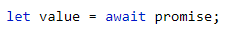 let value = await promise;